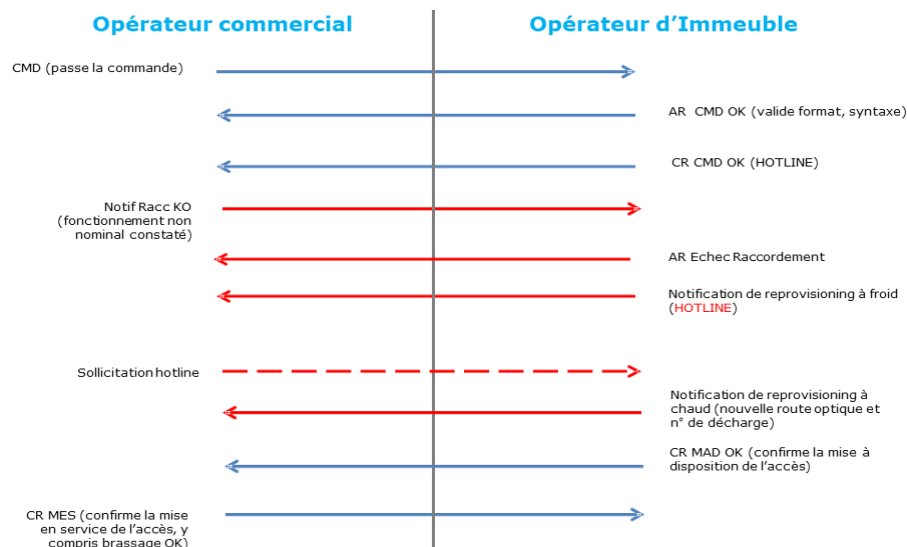 Opérateur commercial
Opérateur d'Immeuble
CMD (passe la commande)
AR CMD OK (valide format, syntaxe)
CR CMD OK (HOTLINE)
Notif Racc KO
(fonctionnement non
nominal constaté)
AR Echec Raccordement
Notification de reprovisioning à froid
(HOTLINE)
Sollicitation hotline
Notification de reprovisioning à
chaud (nouvelle route optique et
n° de décharge)
CR MAD OK (confirme la mise à
disposition de l'accès)
CR MES (confirme la mise
en service de l'accès, y
compris brassage OK)